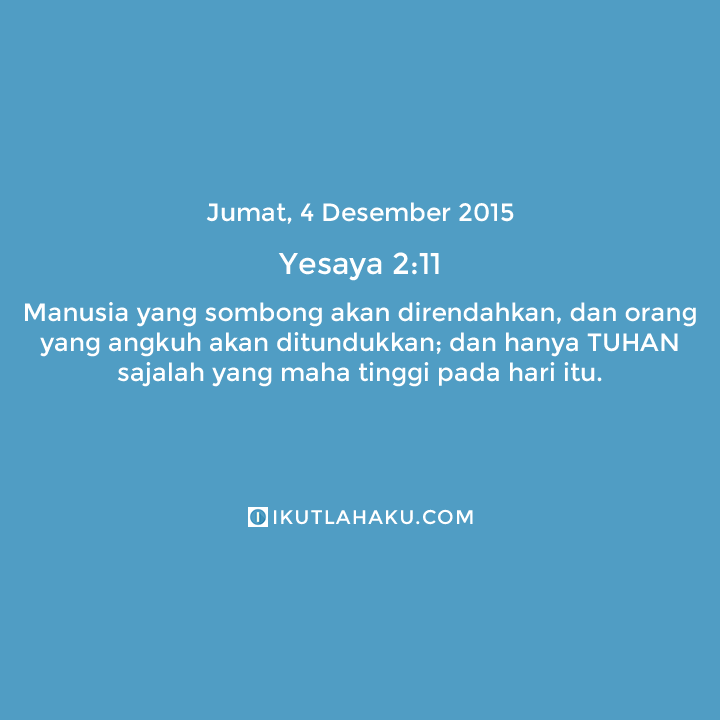 Jumat, 4 Desember 2015
Yesaya 2:11
Manusia yang sombong akan direndahkan, dan orang
yang angkuh akan ditundukkan; dan hanya TUHAN
sajalah yang maha tinggi pada hari itu.
IKUTLAHAKU.COM